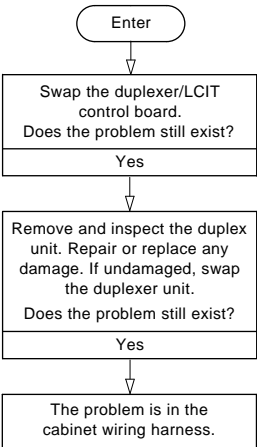 Enter
Swap the duplexer/LCIT
control board.
Does the problem still exist?
Yes
Remove and inspect the duplex
unit. Repair or replace any
damage. If undamaged, swap
the duplexer unit.
Does the problem still exist?
Yes
The problem is in the
cabinet wiring harness.